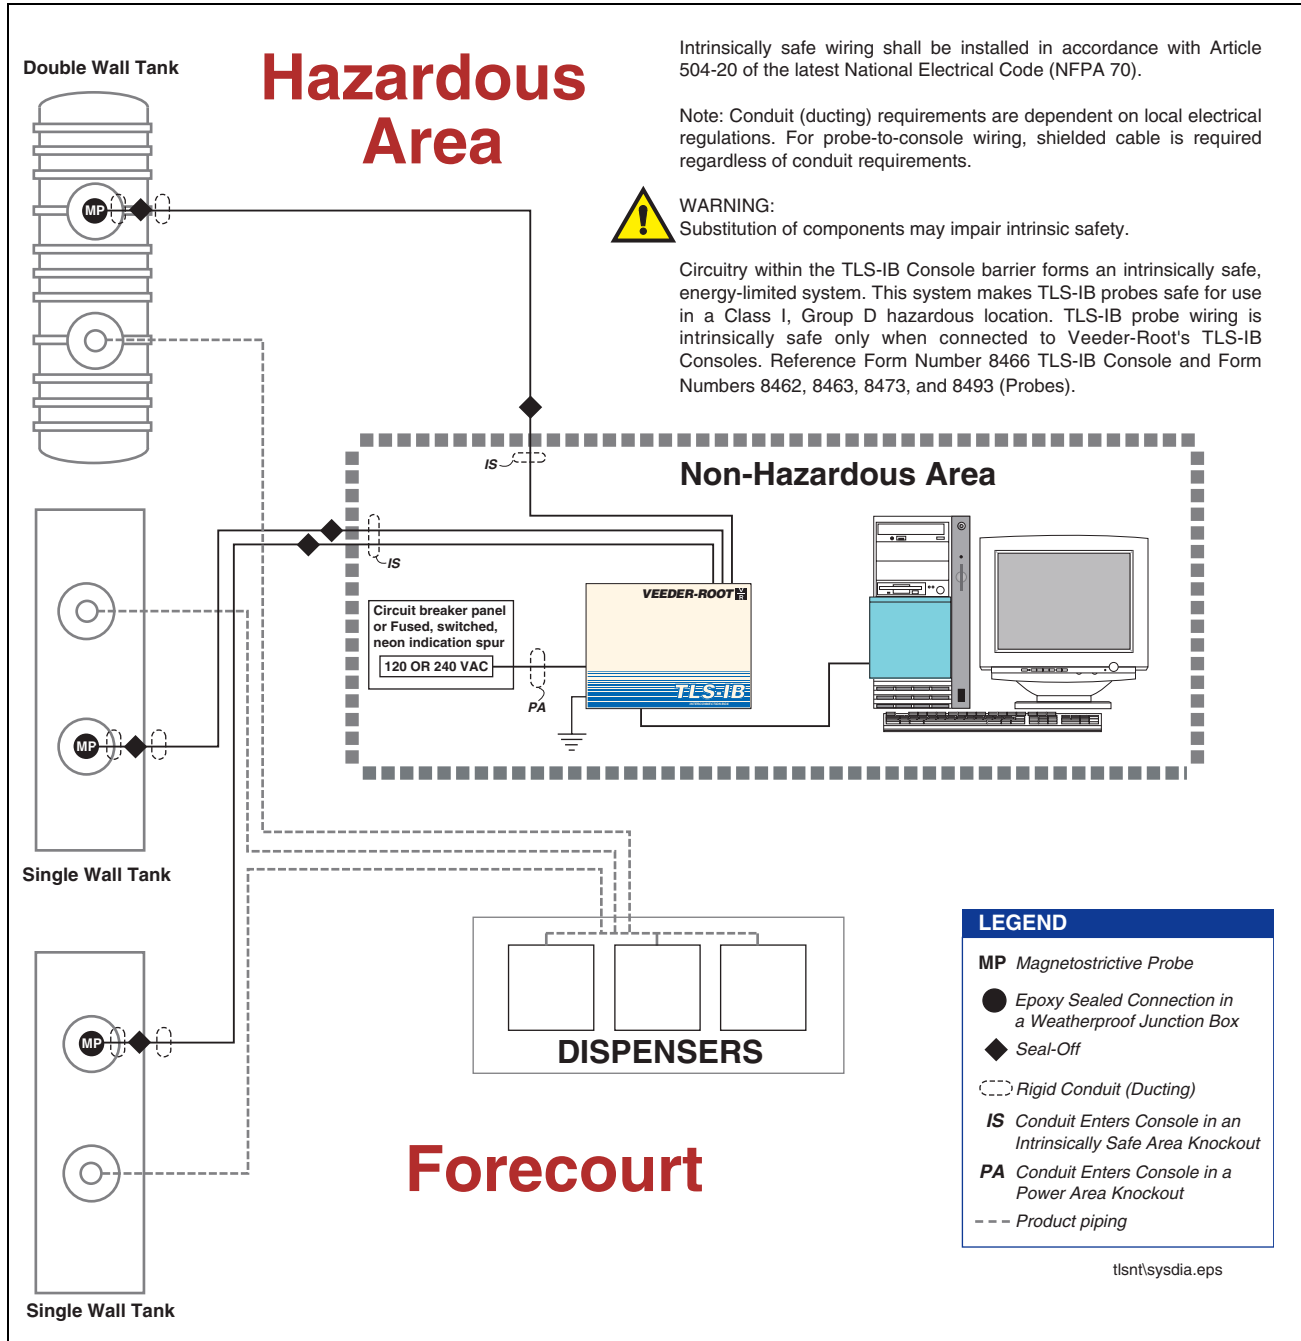 Double Wall Tank
Hazardous
Area
Intrinsically safe wiring shall be installed in accordance with Article
504-20 of the latest National Electrical Code (NFPA 70).
Note: Conduit (ducting) requirements are dependent on local electrical
regulations. For probe-to-console wiring, shielded cable is required
regardless of conduit requirements.
WARNING:
Substitution of components may impair intrinsic safety.
Circuitry within the TLS-IB Console barrier forms an intrinsically safe,
energy-limited system. This system makes TLS-IB probes safe for use
in a Class I, Group D hazardous location. TLS-IB probe wiring is
intrinsically safe only when connected to Veeder-Root's TLS-IB
Consoles. Reference Form Number 8466 TLS-IB Console and Form
Numbers 8462, 8463, 8473, and 8493 (Probes).
MP
IS
Non-Hazardous Area
IS
VEEDER-ROOT
Circuit breaker panel
or Fused, switched,
neon indication spur
120 OR 240 VAC
PA
TLS-IB
MP
Single Wall Tank
MP
DISPENSERS
Forecourt
Single Wall Tank
LEGEND
MP Magnetostrictive Probe
Epoxy Sealed Connection in
a Weatherproof Junction Box
Seal-Off
Rigid Conduit (Ducting)
IS Conduit Enters Console in an
Intrinsically Safe Area Knockout
PA Conduit Enters Console in a
Power Area Knockout
Product piping
tlsnt\sysdia.eps